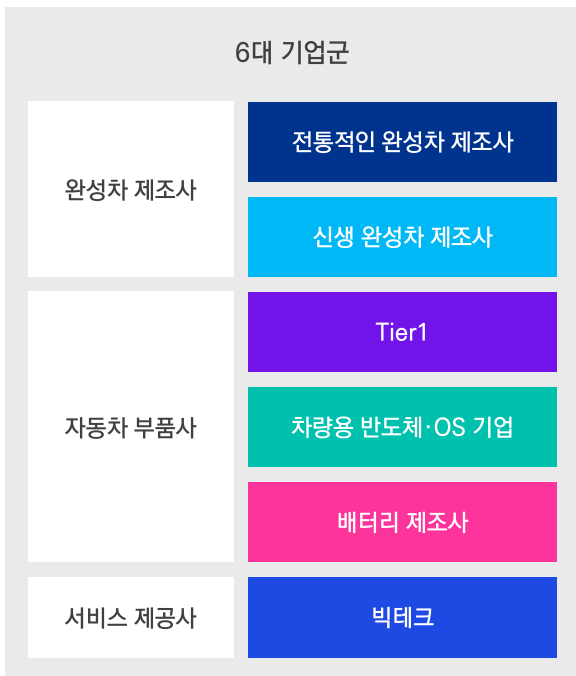 6대 기업군
완성차 제조사
전통적인 완성차 제조사
신생 완성차 제조사
자동차 부품사
Tier1
차량용 반도체·OS 기업
배터리 제조사
서비스 제공사
빅테크